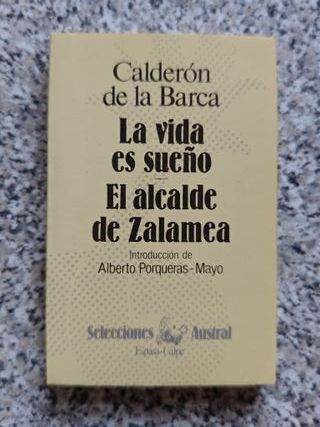 Calderón
de la Barca
La vida
es sueño
El alcalde
de Zalamea
Introducción de
Alberto Porqueras-Mayo
Selecciones Austral
Espasa-Calpe